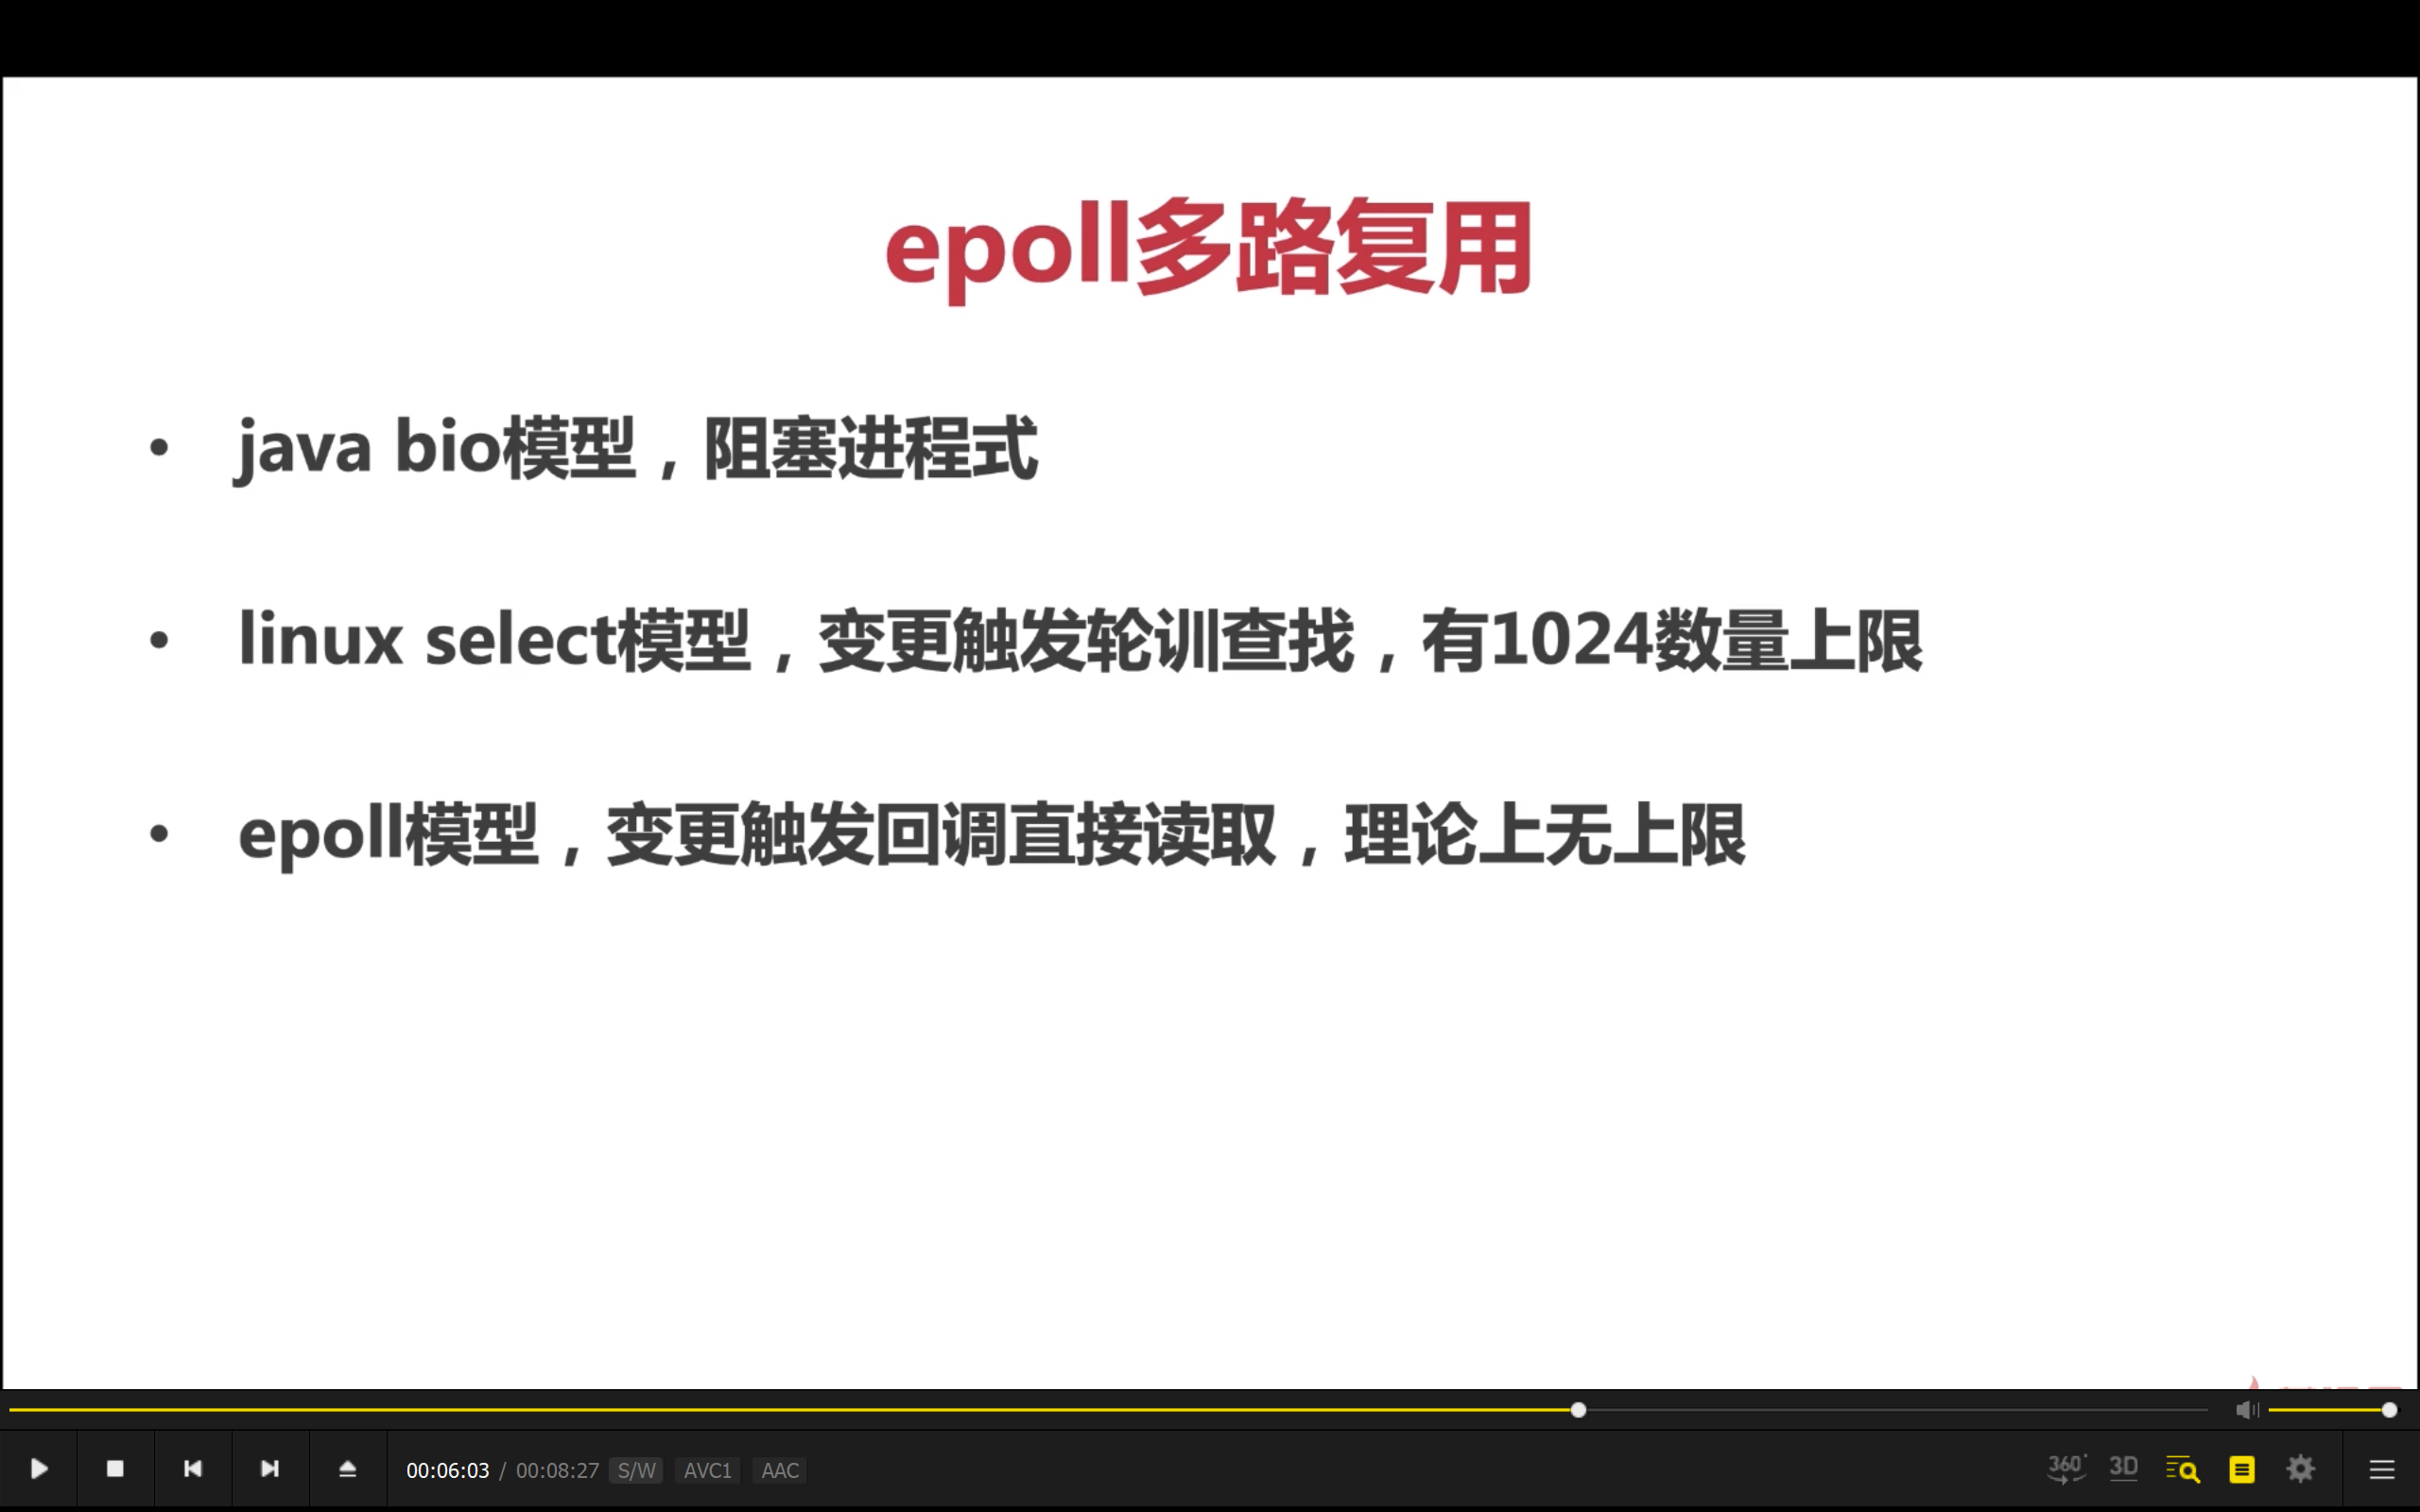 epoll多路复用
• java bio模型，阻塞进程式
• linux select模型，变更触发轮训查找，有1024数量上限
• epoll模型，变更触发回调直接读取，理论上无上限
00:06:03 / 00:08:27 S/W AVC1 AAC
360° 3D